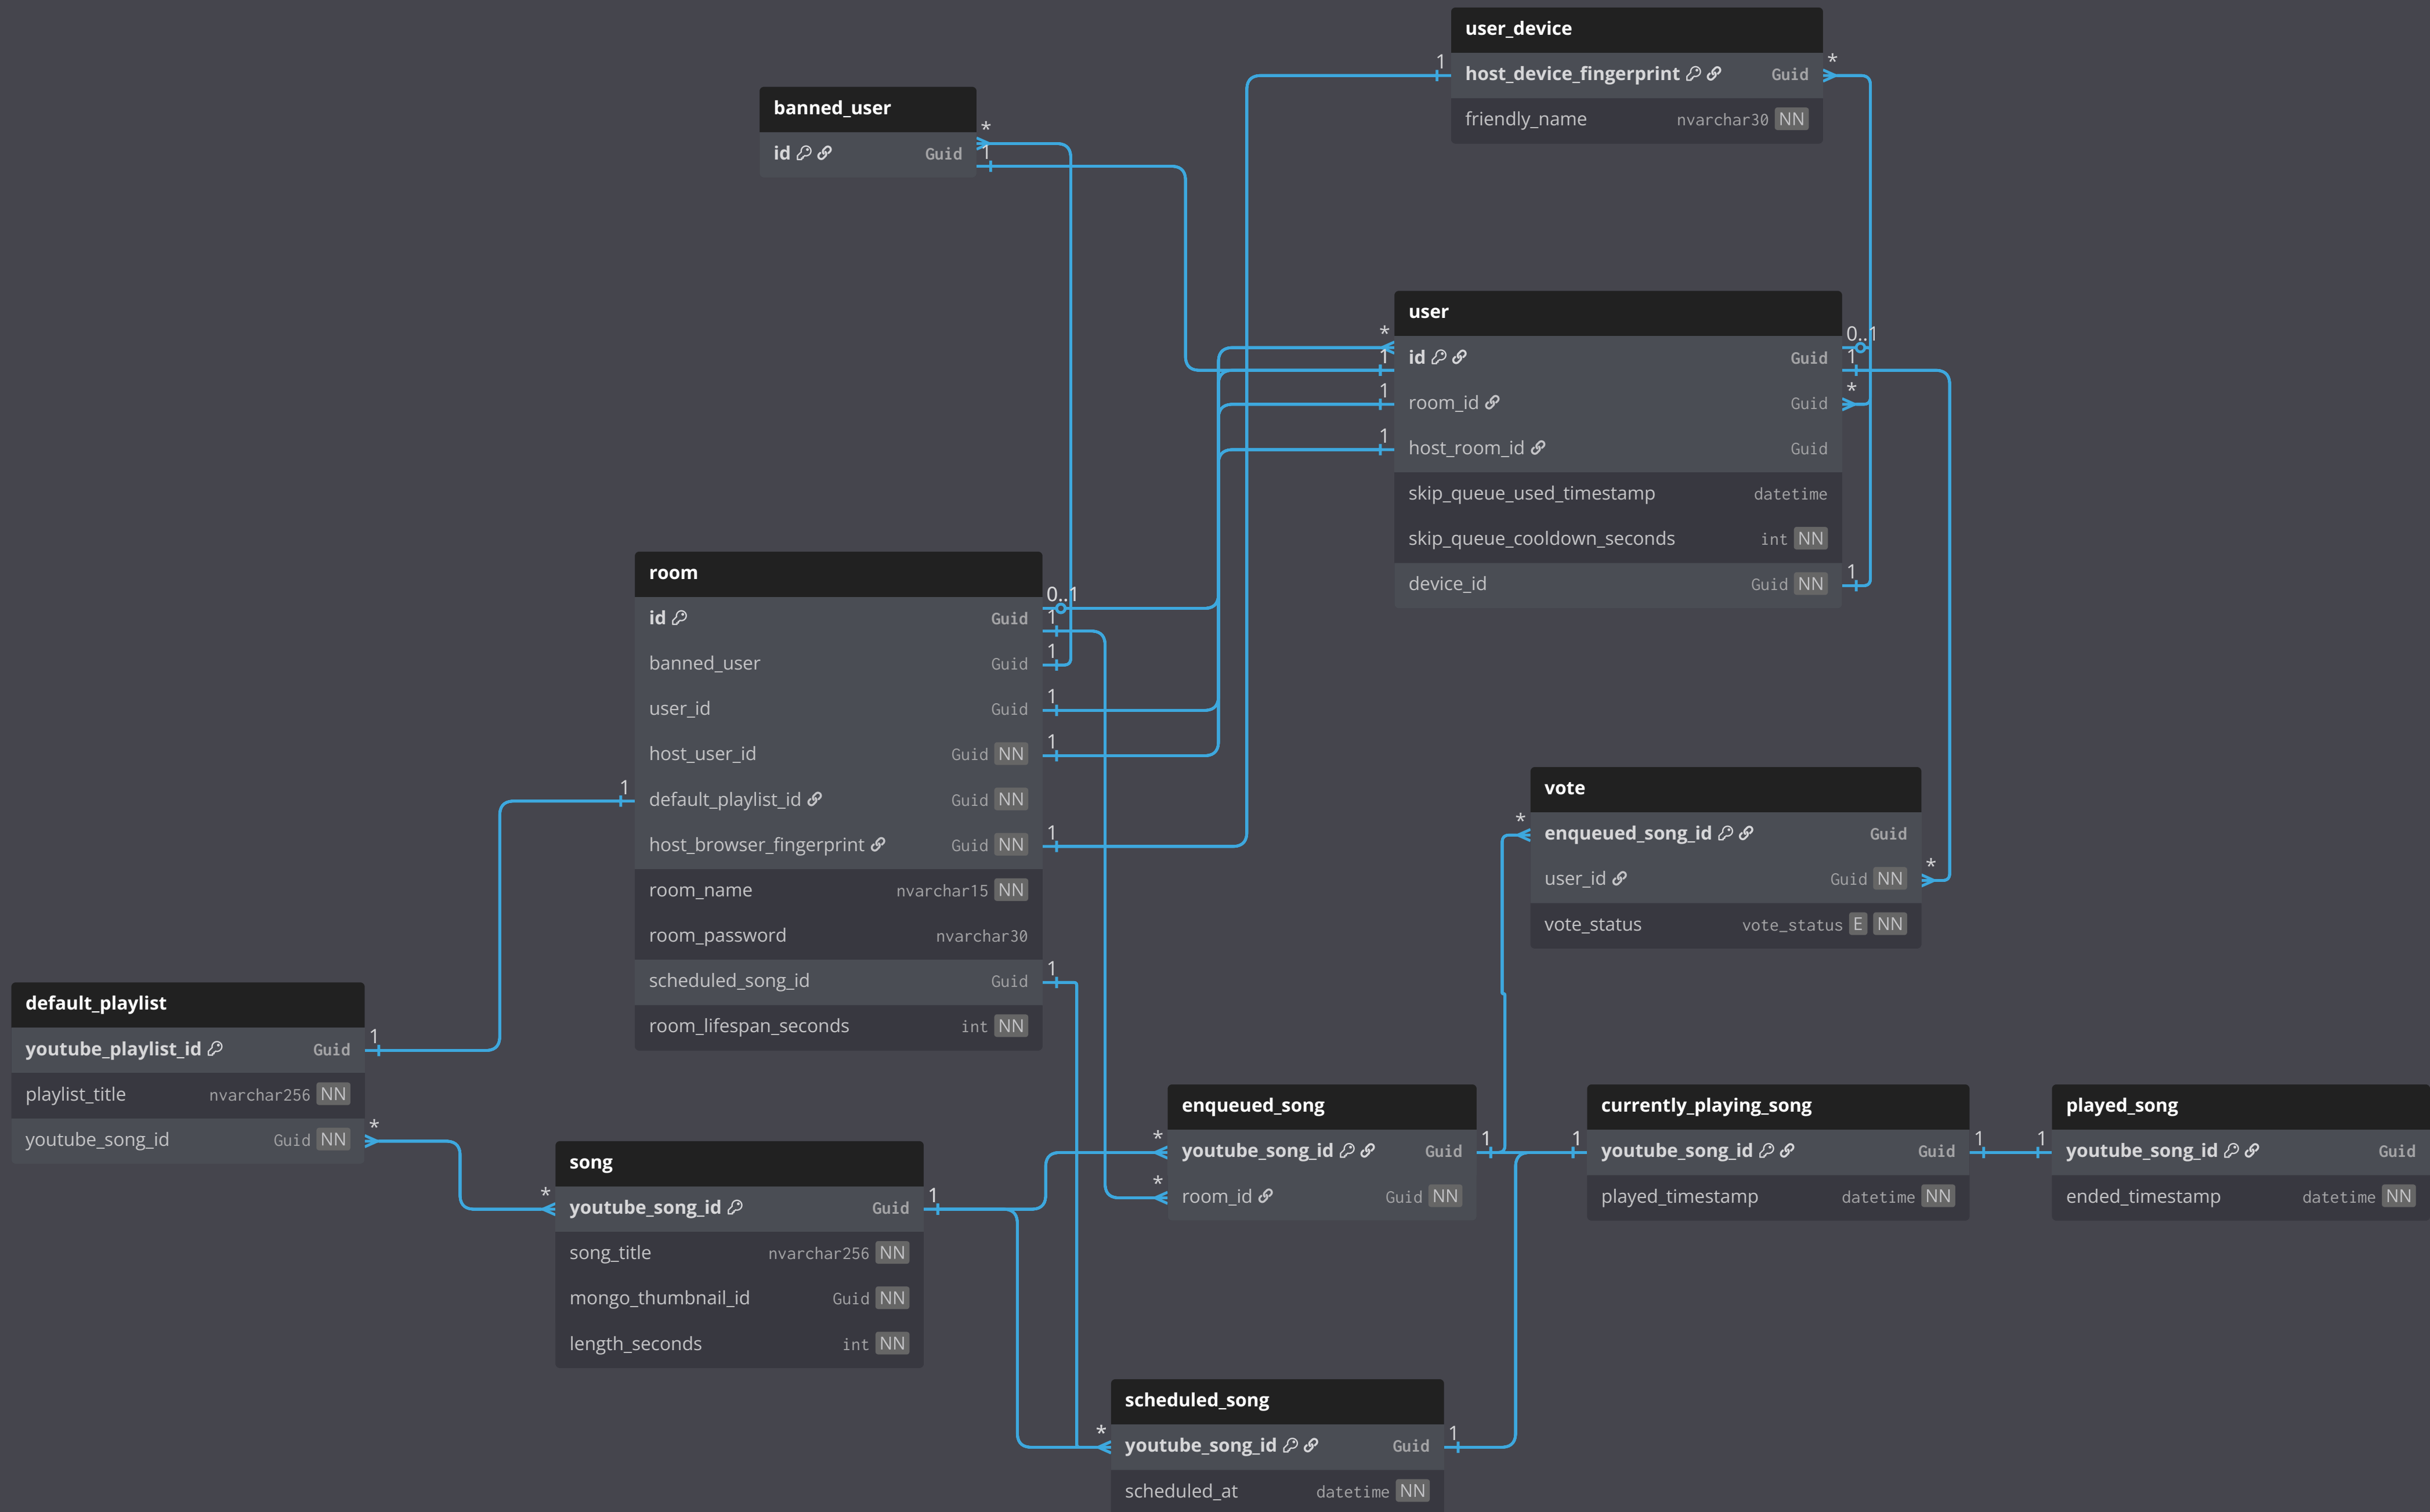 user_device
host_device_fingerprint Guid
friendly_name nvarchar30 NN
banned_user
id Guid
user
id Guid
room_id Guid
host_room_id Guid
skip_queue_used_timestamp datetime
skip_queue_cooldown_seconds int NN
device_id Guid NN
room
id Guid
banned_user Guid
user_id Guid
host_user_id Guid NN
default_playlist_id Guid NN
host_browser_fingerprint Guid NN
room_name nvarchar15 NN
room_password nvarchar30
scheduled_song_id Guid
room_lifespan_seconds int NN
vote
enqueued_song_id Guid
user_id Guid NN
vote_status vote_status E NN
default_playlist
youtube_playlist_id Guid
playlist_title nvarchar256 NN
youtube_song_id Guid NN
song
youtube_song_id Guid
song_title nvarchar256 NN
mongo_thumbnail_id Guid NN
length_seconds int NN
enqueued_song
youtube_song_id Guid
room_id Guid NN
currently_playing_song
youtube_song_id Guid
played_timestamp datetime NN
played_song
youtube_song_id Guid
ended_timestamp datetime NN
scheduled_song
youtube_song_id Guid
scheduled_at datetime NN
1
*
*
1
*
1
1
1
0..1
1
*
1
0..1
1
1
1
1
1
1
1
*
*
1
*
*
1
*
*
1
1
1
1
*
1